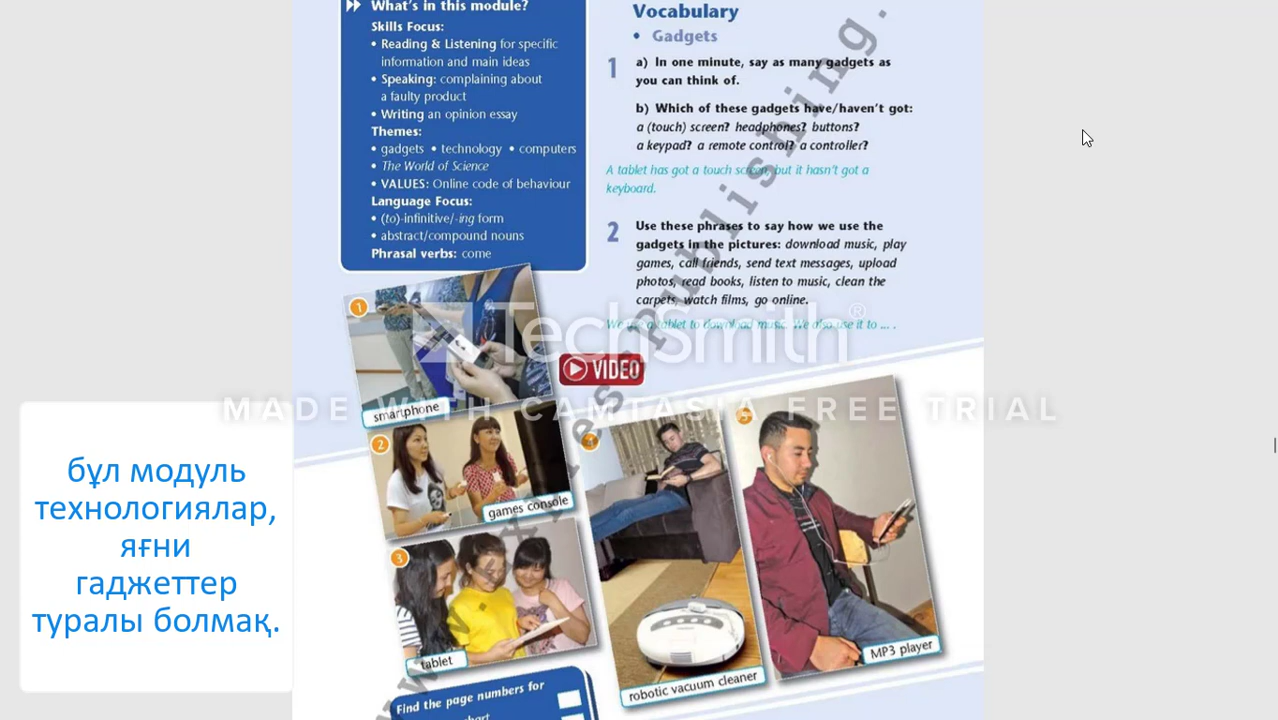 What's in this module?
Skills Focus:
• Reading & Listening for specific
information and main ideas
• Speaking: complaining about
a faulty product
• Writing an opinion essay
Themes:
• gadgets • technology • computers
• The World of Science
• VALUES: Online code of behaviour
Language Focus:
• (to)-infinitive/-ing form
• abstract/compound nouns
Phrasal verbs: come
Vocabulary
• Gadgets
1 a) In one minute, say as many gadgets as
you can think of.
b) Which of these gadgets have/haven't got:
a (touch) screen? headphones? buttons?
a keypad? a remote control? a controller?
A tablet has got a touch screen, but it hasn't got a
keyboard.
2 Use these phrases to say how we use the
gadgets in the pictures: download music, play
games, call friends, send text messages, upload
photos, read books, listen to music, clean the
carpets, watch films, go online.
We use a tablet to download music. We also use it to ... .
VIDEO
TechSmith®
MADE WITH CAMTASIA FREE TRIAL
1
smartphone
2
games console
3
tablet
4
robotic vacuum cleaner
5
MP3 player
Find the page numbers for
бұл модуль
технологиялар,
яғни
гаджеттер
туралы болмақ.